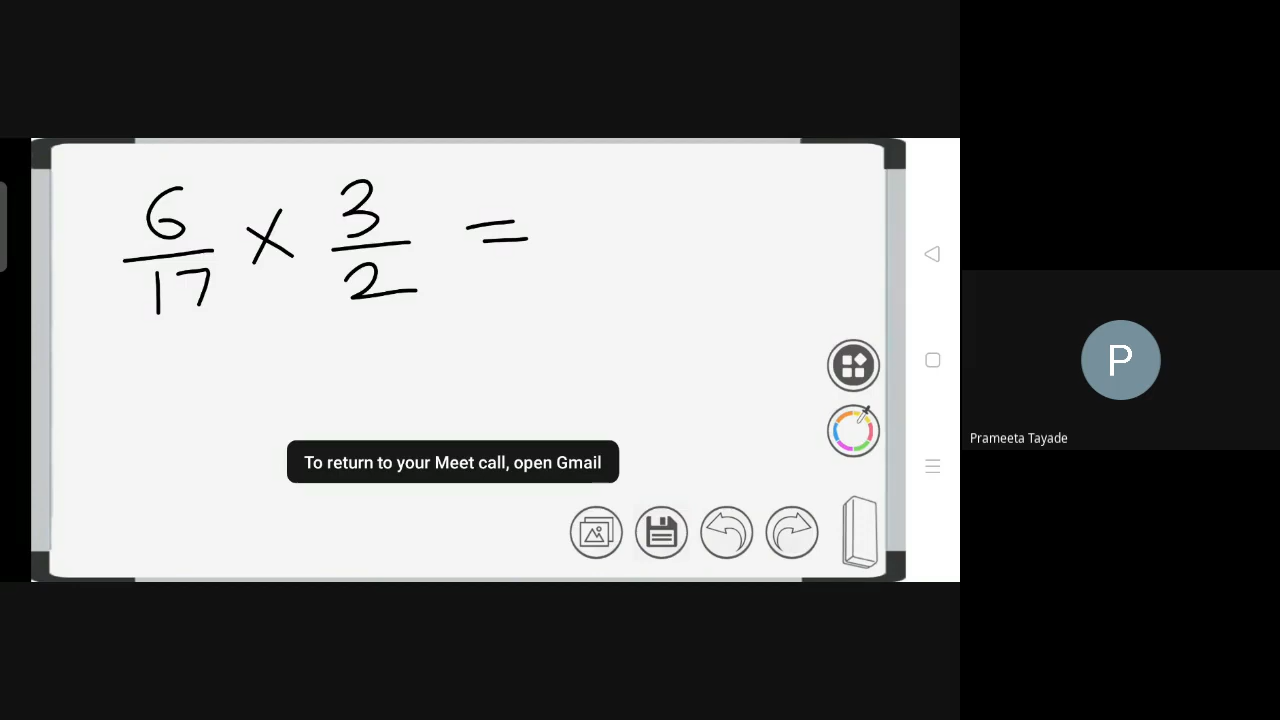 6/17 × 3/2 =
To return to your Meet call, open Gmail
P
Prameeta Tayade